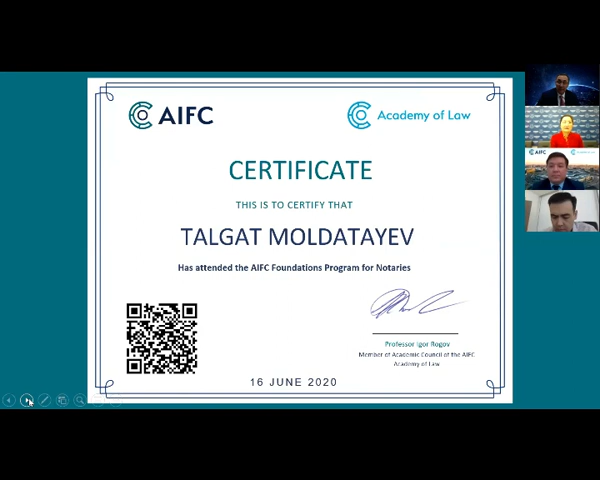 AIFC
Academy of Law
CERTIFICATE
THIS IS TO CERTIFY THAT
TALGAT MOLDATAYEV
Has attended the AIFC Foundations Program for Notaries
Professor Igor Rogov
Member of Academic Council of the AIFC
Academy of Law
16 JUNE 2020
AIFC